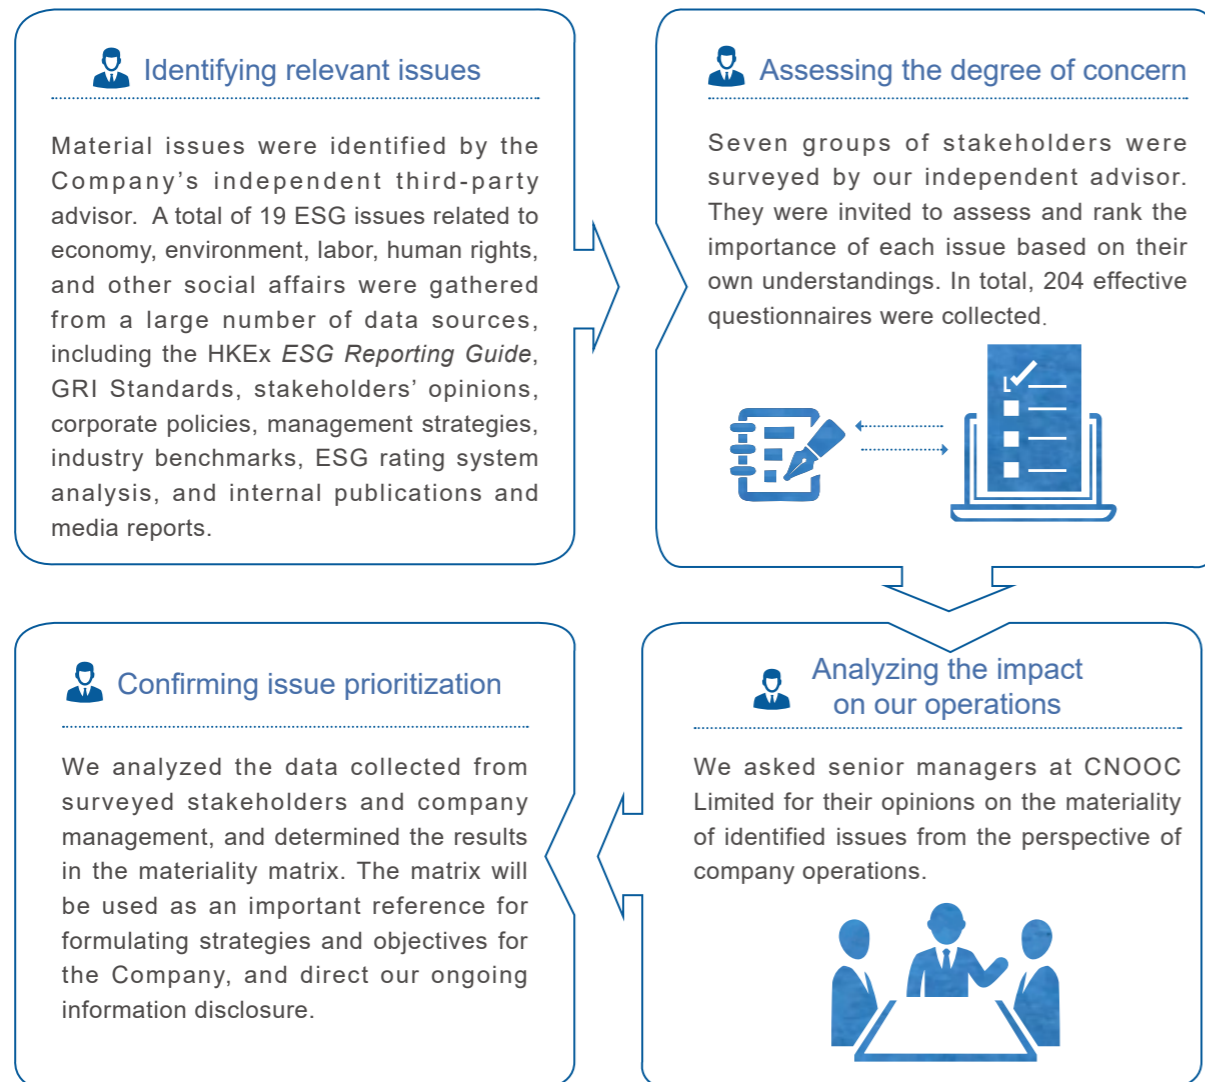 Identifying relevant issues
Material issues were identified by the
Company’s independent third-party
advisor. A total of 19 ESG issues related to
economy, environment, labor, human rights,
and other social affairs were gathered
from a large number of data sources,
including the HKEx ESG Reporting Guide,
GRI Standards, stakeholders’ opinions,
corporate policies, management strategies,
industry benchmarks, ESG rating system
analysis, and internal publications and
media reports.
Assessing the degree of concern
Seven groups of stakeholders were
surveyed by our independent advisor.
They were invited to assess and rank the
importance of each issue based on their
own understandings. In total, 204 effective
questionnaires were collected.
Analyzing the impact
on our operations
We asked senior managers at CNOOC
Limited for their opinions on the materiality
of identified issues from the perspective of
company operations.
Confirming issue prioritization
We analyzed the data collected from
surveyed stakeholders and company
management, and determined the results
in the materiality matrix. The matrix will
be used as an important reference for
formulating strategies and objectives for
the Company, and direct our ongoing
information disclosure.